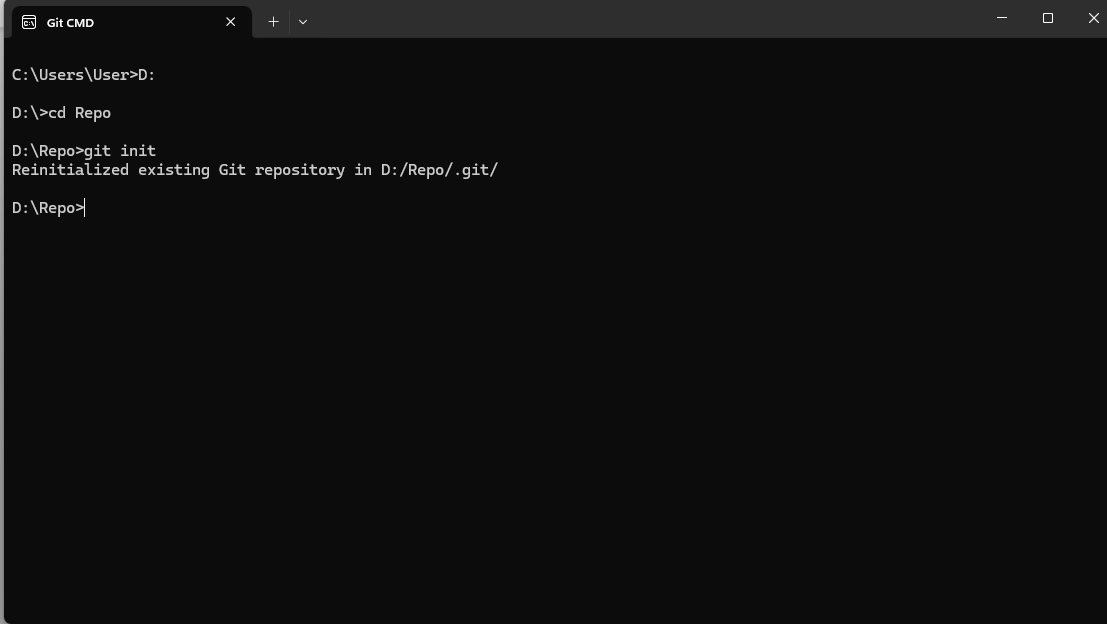 Git CMD
C:\Users\User>D:
D:\>cd Repo
D:\Repo>git init
Reinitialized existing Git repository in D:/Repo/.git/
D:\Repo>